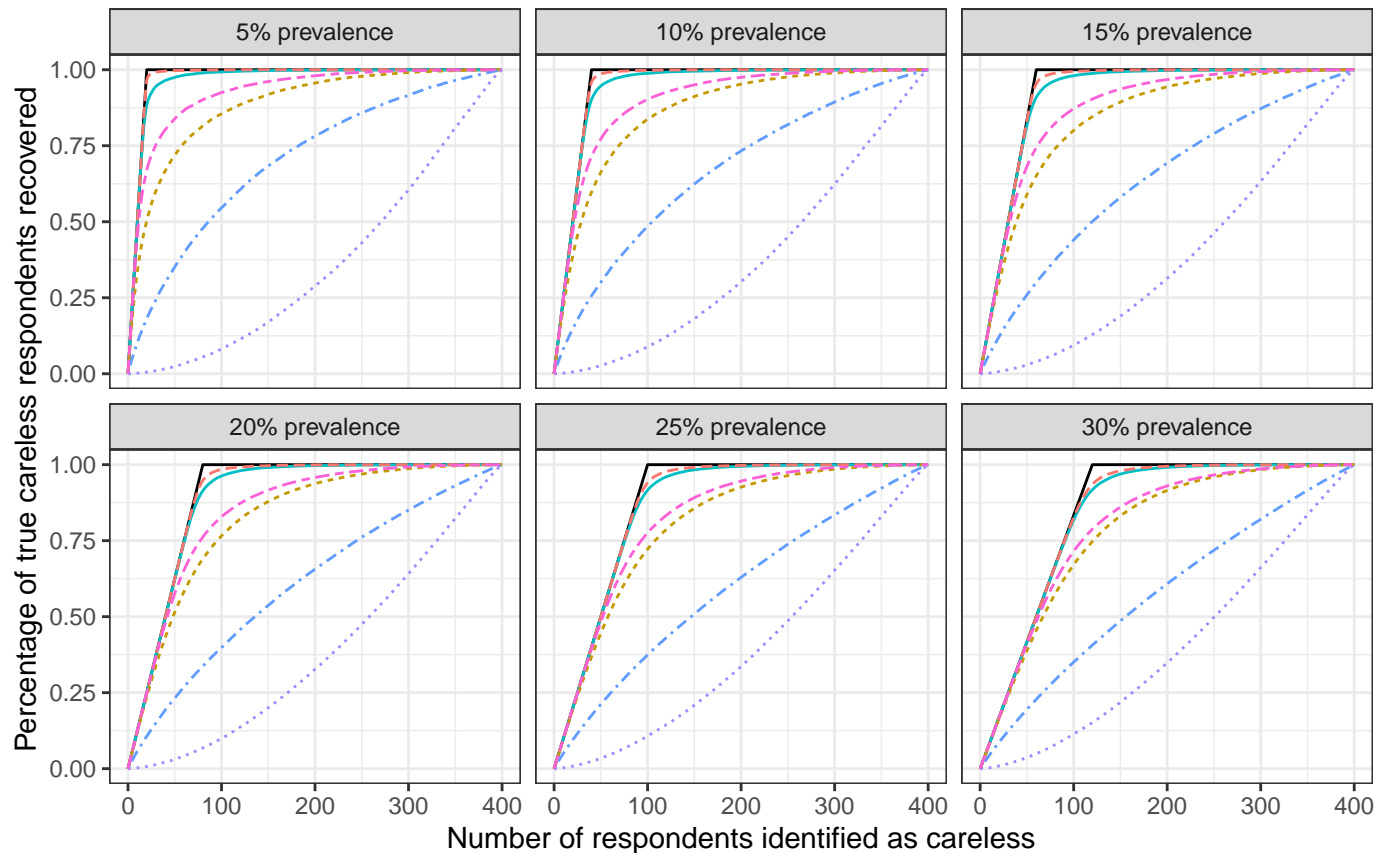 5% prevalence 10% prevalence 15% prevalence
1.00
0.75
0.50
0.25
0.00
20% prevalence 25% prevalence 30% prevalence
1.00
0.75
0.50
0.25
0.00
0 100 200 300 400 0 100 200 300 400 0 100 200 300 400
Number of respondents identified as careless
Percentage of true careless respondents recovered